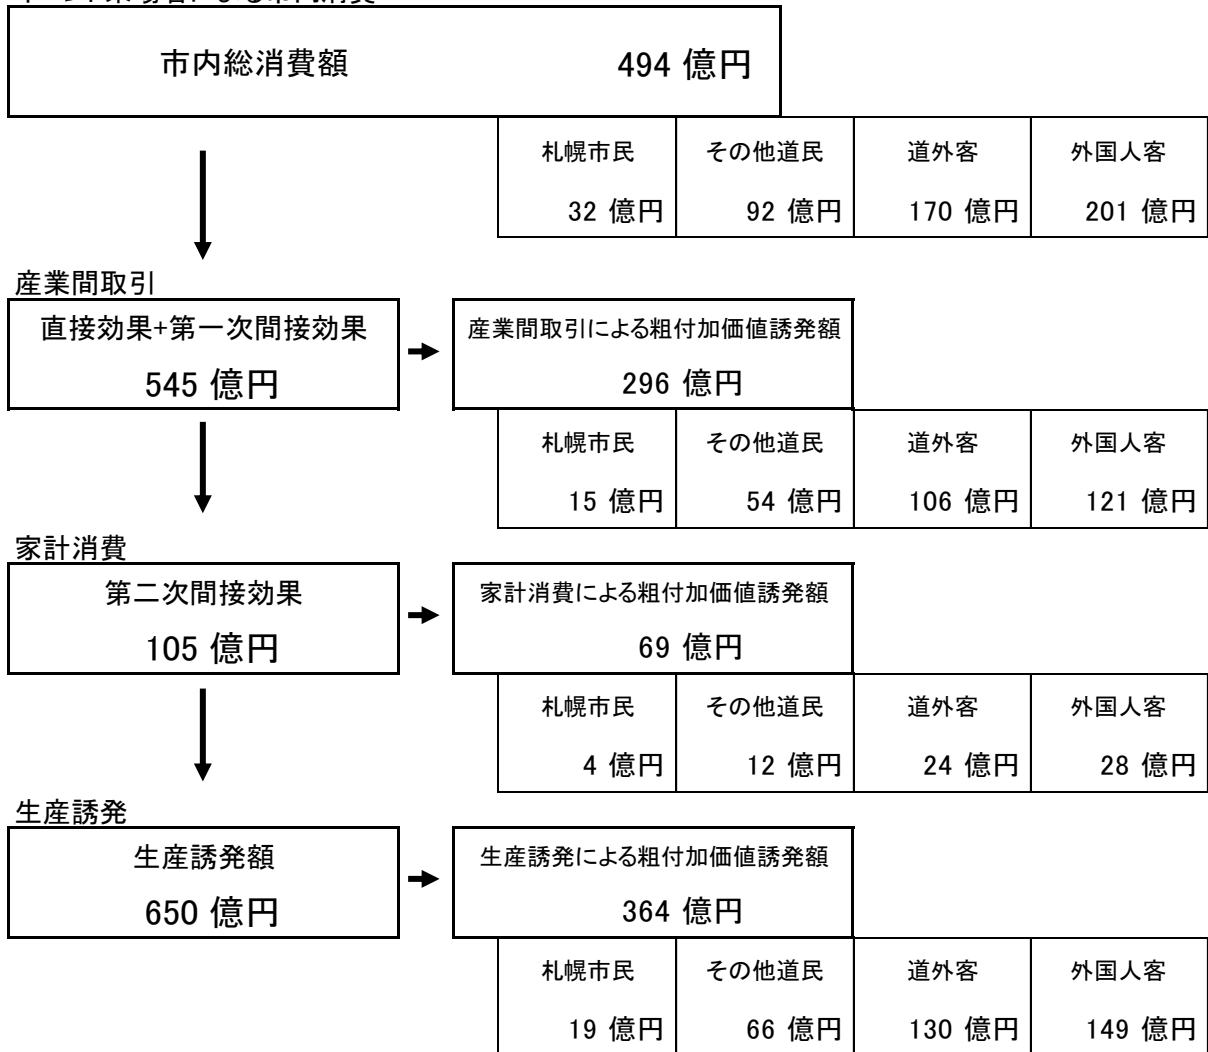 市内総消費額 494 億円
札幌市民 その他道民 道外客 外国人客
32 億円 92 億円 170 億円 201 億円
産業間取引
直接効果+第一次間接効果 産業間取引による粗付加価値誘発額
545 億円 296 億円
札幌市民 その他道民 道外客 外国人客
15 億円 54 億円 106 億円 121 億円
家計消費
第二次間接効果 家計消費による粗付加価値誘発額
105 億円 69 億円
札幌市民 その他道民 道外客 外国人客
4 億円 12 億円 24 億円 28 億円
生産誘発
生産誘発額 生産誘発による粗付加価値誘発額
650 億円 364 億円
札幌市民 その他道民 道外客 外国人客
19 億円 66 億円 130 億円 149 億円